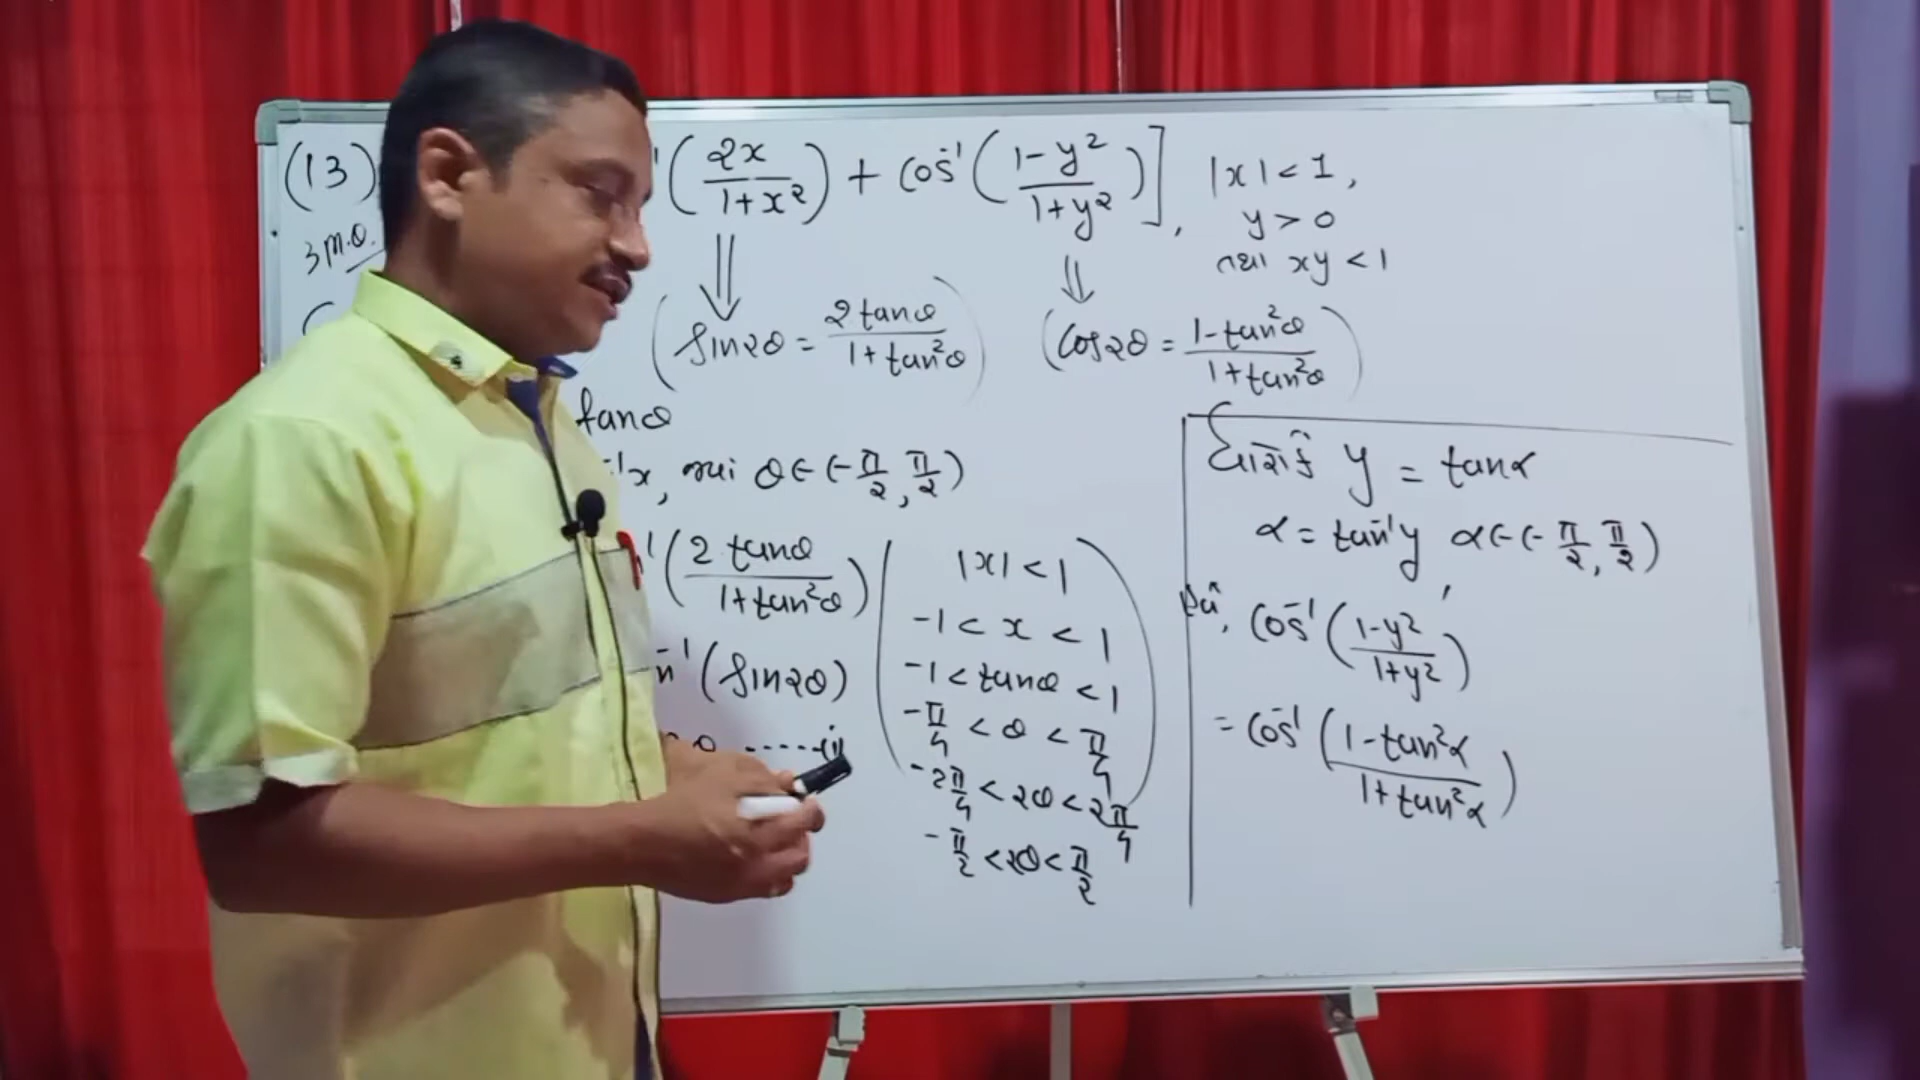 (13) ⁻¹(2x/1+x²) + cos⁻¹(1-y²/1+y²)], |x|<1,
y>0
તથા xy<1
3 M.Q.
(sin2θ = 2tanθ/1+tan²θ) (cos2θ = 1-tan²θ/1+tan²θ)
tanθ
⁻¹x, જ્યાં θ∈(-π/2, π/2)
⁻¹(2tanθ/1+tan²θ)
n⁻¹(sin2θ)
2θ -----(i)
|x|<1
-1 < x < 1
-1 < tanθ < 1
-π/4 < θ < π/4
-2π/4 < 2θ < 2π/4
-π/2 < 2θ < π/2
ધારોકે y = tanα
α = tan⁻¹y, α∈(-π/2, π/2)
હવે, cos⁻¹(1-y²/1+y²)
= cos⁻¹(1-tan²α/1+tan²α)